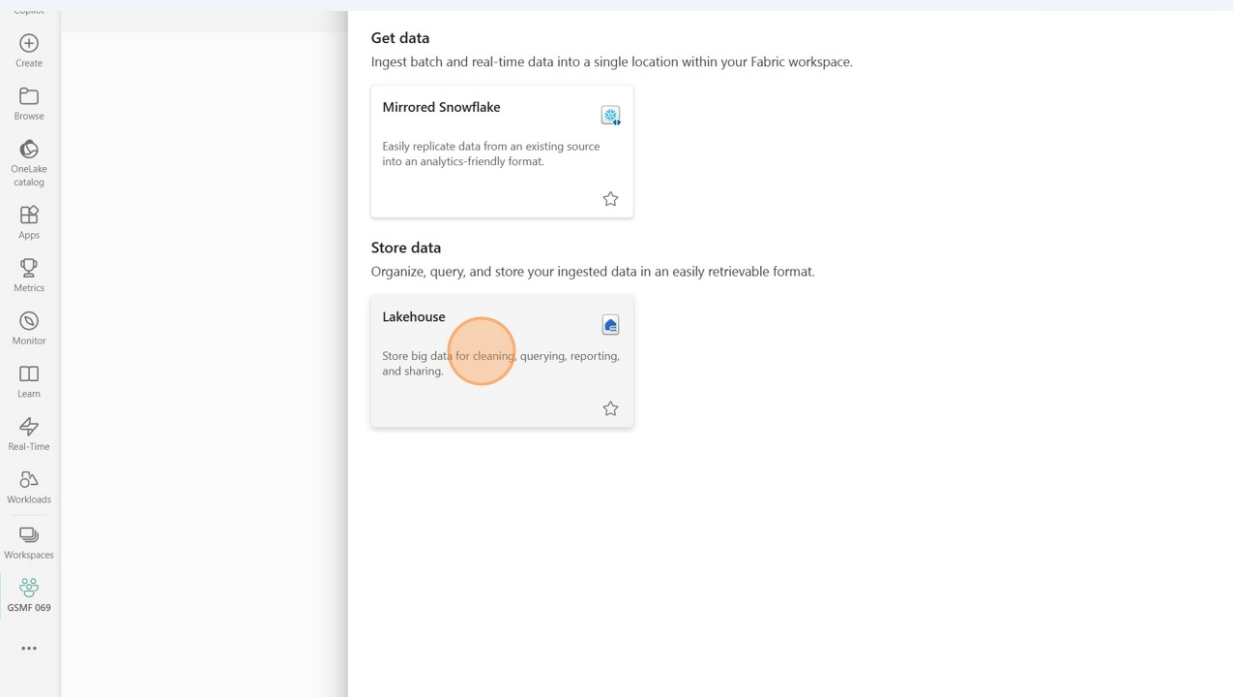 Copilot
Create
Browse
OneLake
catalog
Apps
Metrics
Monitor
Learn
Real-Time
Workloads
Workspaces
GSMF 069
Get data
Ingest batch and real-time data into a single location within your Fabric workspace.
Mirrored Snowflake
Easily replicate data from an existing source
into an analytics-friendly format.
Store data
Organize, query, and store your ingested data in an easily retrievable format.
Lakehouse
Store big data for cleaning, querying, reporting,
and sharing.